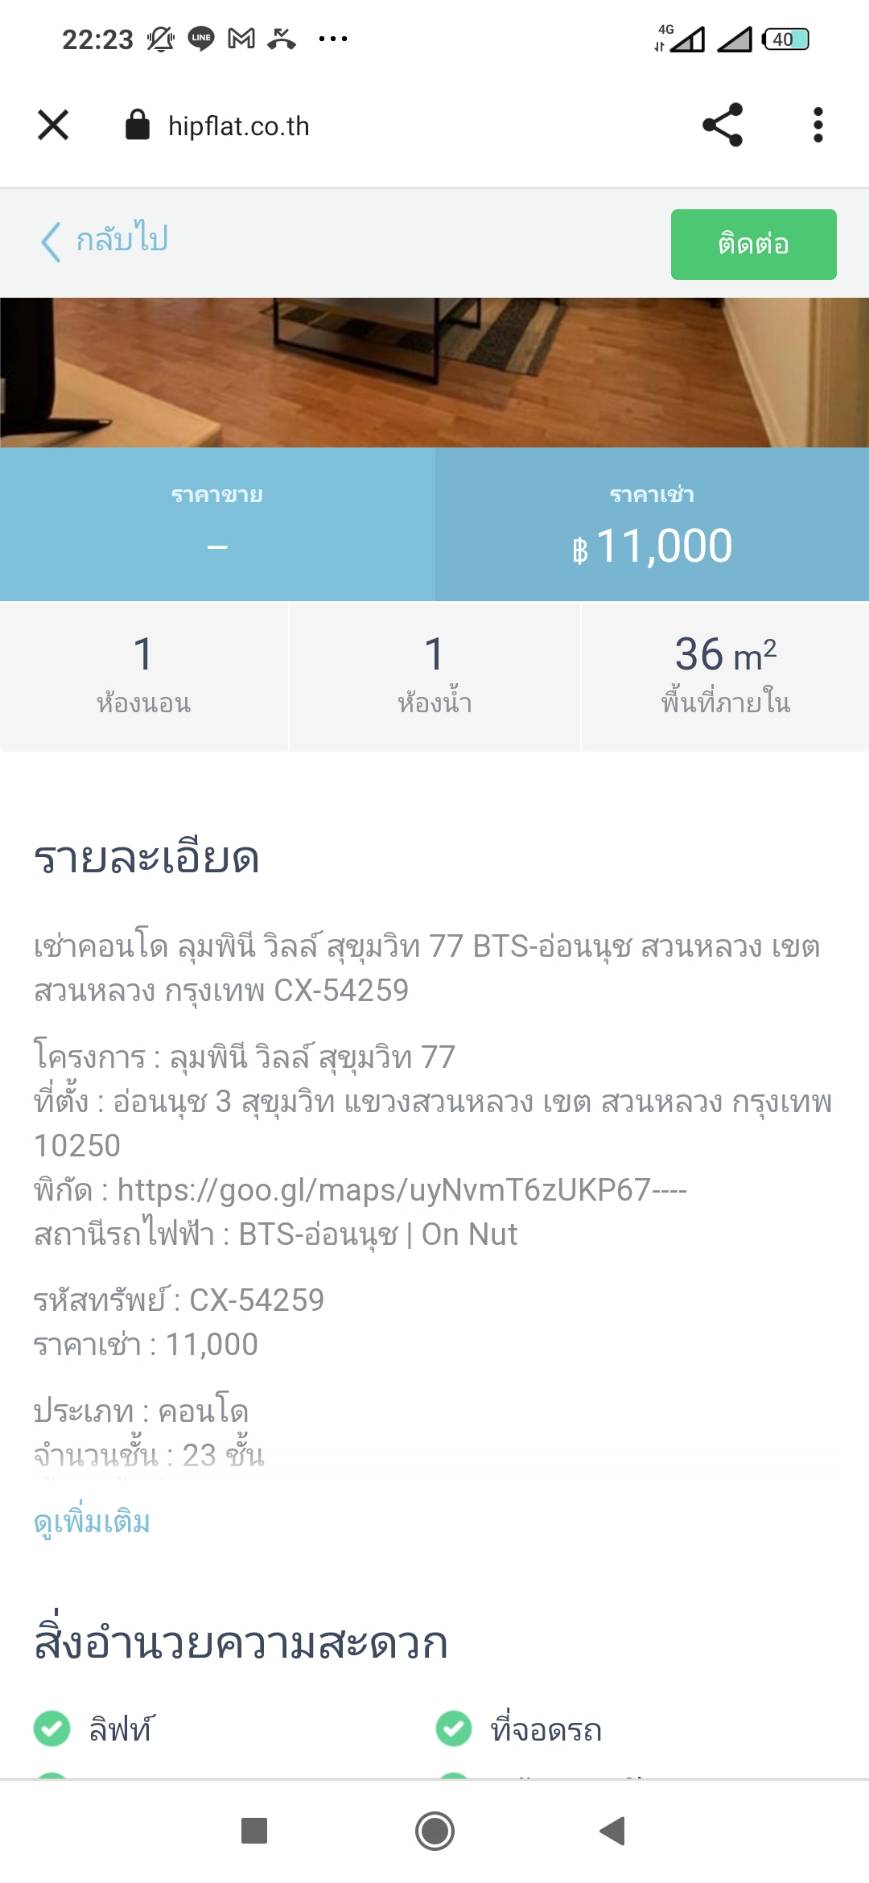 22:23 LINE 4G 40
hipflat.co.th
กลับไป
ติดต่อ
ราคาขาย
–
ราคาเช่า
฿ 11,000
1
ห้องนอน
1
ห้องน้ำ
36 m²
พื้นที่ภายใน
รายละเอียด
เช่าคอนโด ลุมพินี วิลล์ สุขุมวิท 77 BTS-อ่อนนุช สวนหลวง เขต
สวนหลวง กรุงเทพ CX-54259
โครงการ : ลุมพินี วิลล์ สุขุมวิท 77
ที่ตั้ง : อ่อนนุช 3 สุขุมวิท แขวงสวนหลวง เขต สวนหลวง กรุงเทพ
10250
พิกัด : https://goo.gl/maps/uyNvmT6zUKP67----
สถานีรถไฟฟ้า : BTS-อ่อนนุช | On Nut
รหัสทรัพย์ : CX-54259
ราคาเช่า : 11,000
ประเภท : คอนโด
จำนวนชั้น : 23 ชั้น
ดูเพิ่มเติม
สิ่งอำนวยความสะดวก
ลิฟท์
ที่จอดรถ